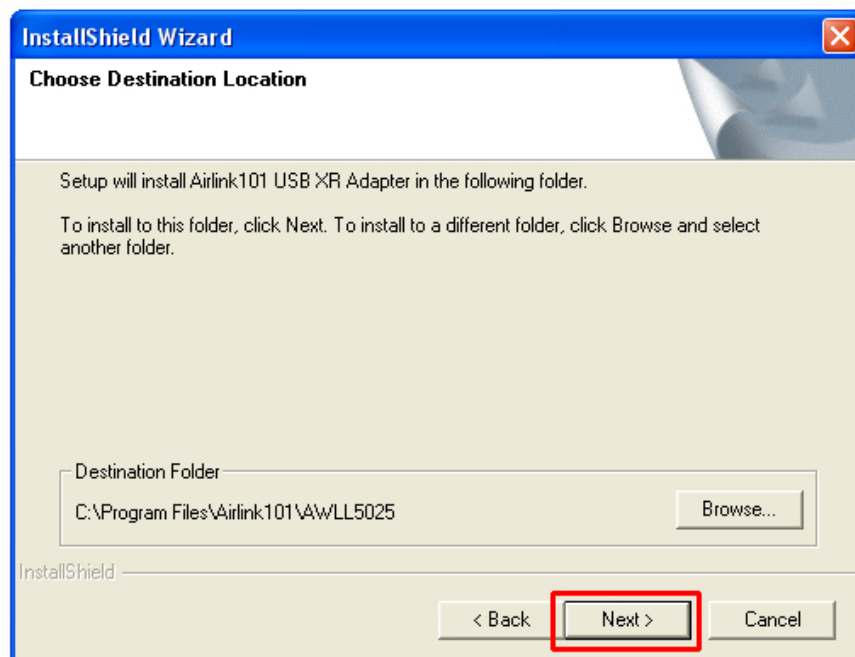 InstallShield Wizard
Choose Destination Location
Setup will install Airlink101 USB XR Adapter in the following folder.
To install to this folder, click Next. To install to a different folder, click Browse and select
another folder.
Destination Folder
C:\Program Files\Airlink101\AWLL5025
Browse...
InstallShield
< Back
Next >
Cancel